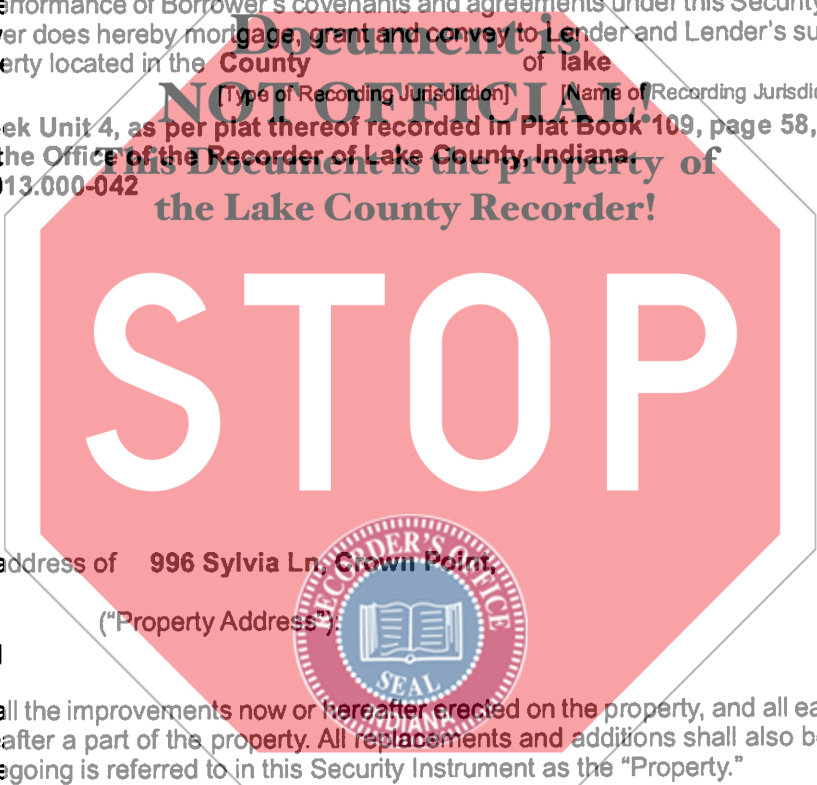 erformance of Borrower's covenants and agreements under this Security
er does hereby mortgage, grant and convey to Lender and Lender's su
Document is
erty located in the County of lake
[Type of Recording Jurisdiction] [Name of Recording Jurisdic
NOT OFFICIAL!
ek Unit 4, as per plat thereof recorded in Plat Book 109, page 58,
the Office of the Recorder of Lake County, Indiana.
This Document is the property of
13.000-042
the Lake County Recorder!
STOP
address of 996 Sylvia Ln, Crown Point,
RECORDER'S OFFICE
("Property Address"):
SEAL
INDIANA
all the improvements now or hereafter erected on the property, and all ea
after a part of the property. All replacements and additions shall also be
egoing is referred to in this Security Instrument as the "Property."